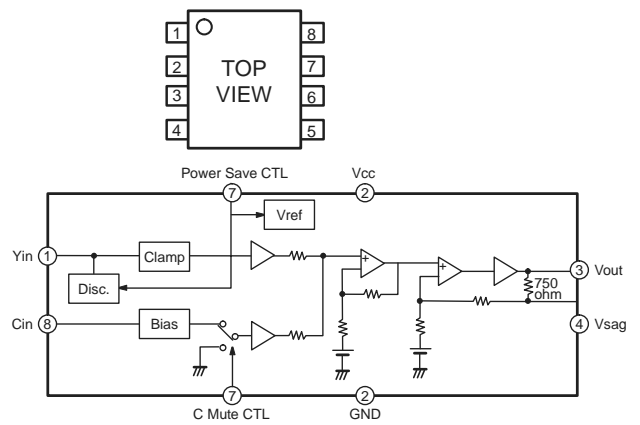 1
8
2
7
3
6
4
5
TOP
VIEW
Power Save CTL
Vcc
7
2
Vref
Yin 1
Clamp
+
+
3 Vout
750
ohm
Disc.
Cin 8
Bias
4 Vsag
7
2
C Mute CTL
GND